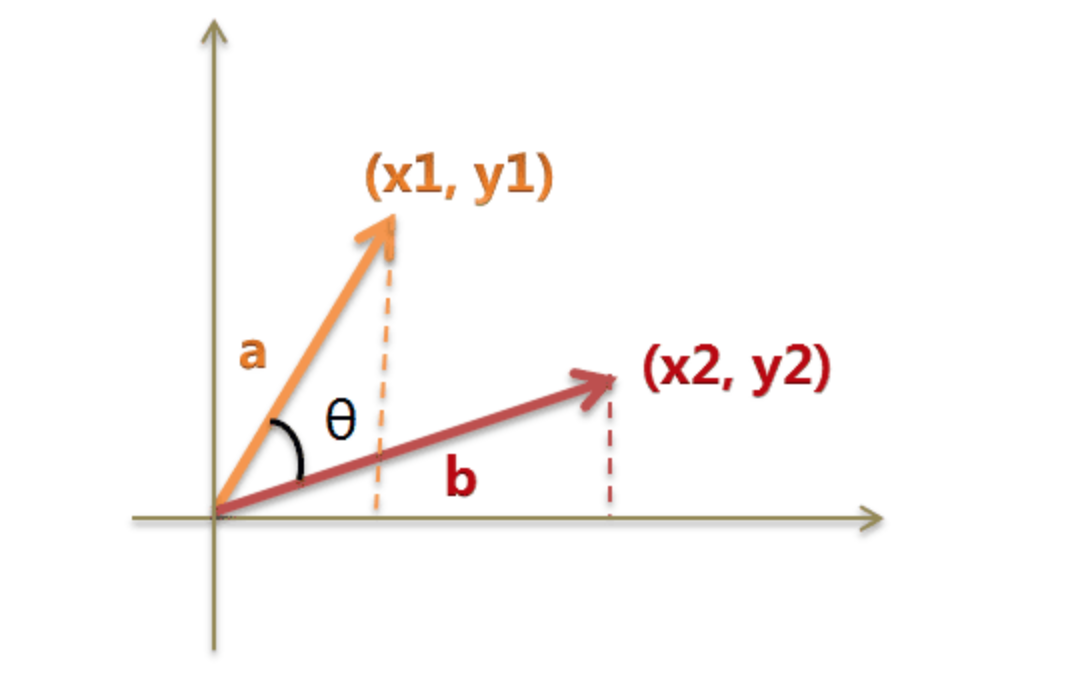 (x1, y1)
a
θ
(x2, y2)
b